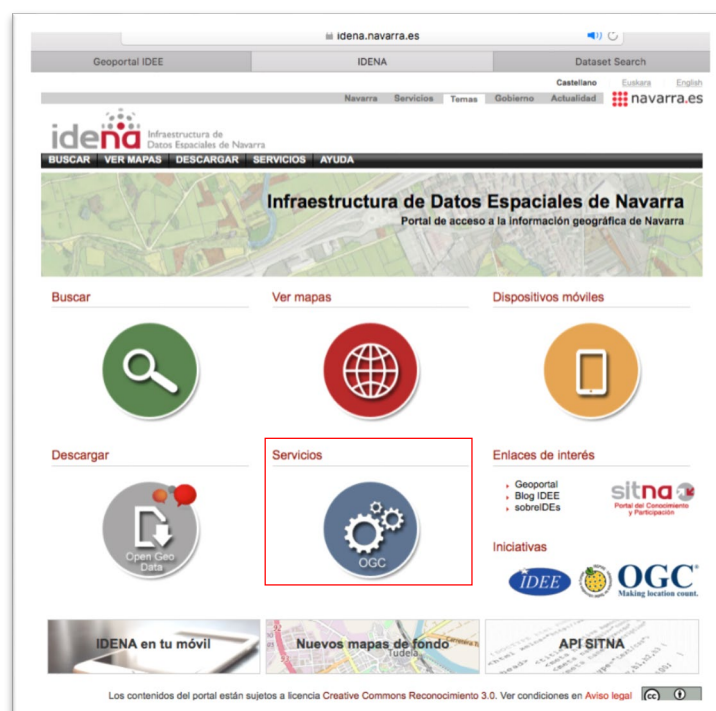 idena.navarra.es
Geoportal IDEE
IDENA
Dataset Search
Castellano
Euskara
English
Navarra Servicios Temas Gobierno Actualidad
navarra.es
idena
Infraestructura de
Datos Espaciales de Navarra
BUSCAR VER MAPAS DESCARGAR SERVICIOS AYUDA
Infraestructura de Datos Espaciales de Navarra
Portal de acceso a la información geográfica de Navarra
Buscar
Ver mapas
Dispositivos móviles
Descargar
Open Geo
Data
Servicios
OGC
Enlaces de interés
Geoportal
Blog IDEE
sobreIDEs
sitna
Portal del Conocimiento
y Participación
Iniciativas
IDEE
OGC
Making location count.
IDENA en tu móvil
Nuevos mapas de fondo
Tudela
API SITNA
Los contenidos del portal están sujetos a licencia Creative Commons Reconocimiento 3.0. Ver condiciones en Aviso legal
cc